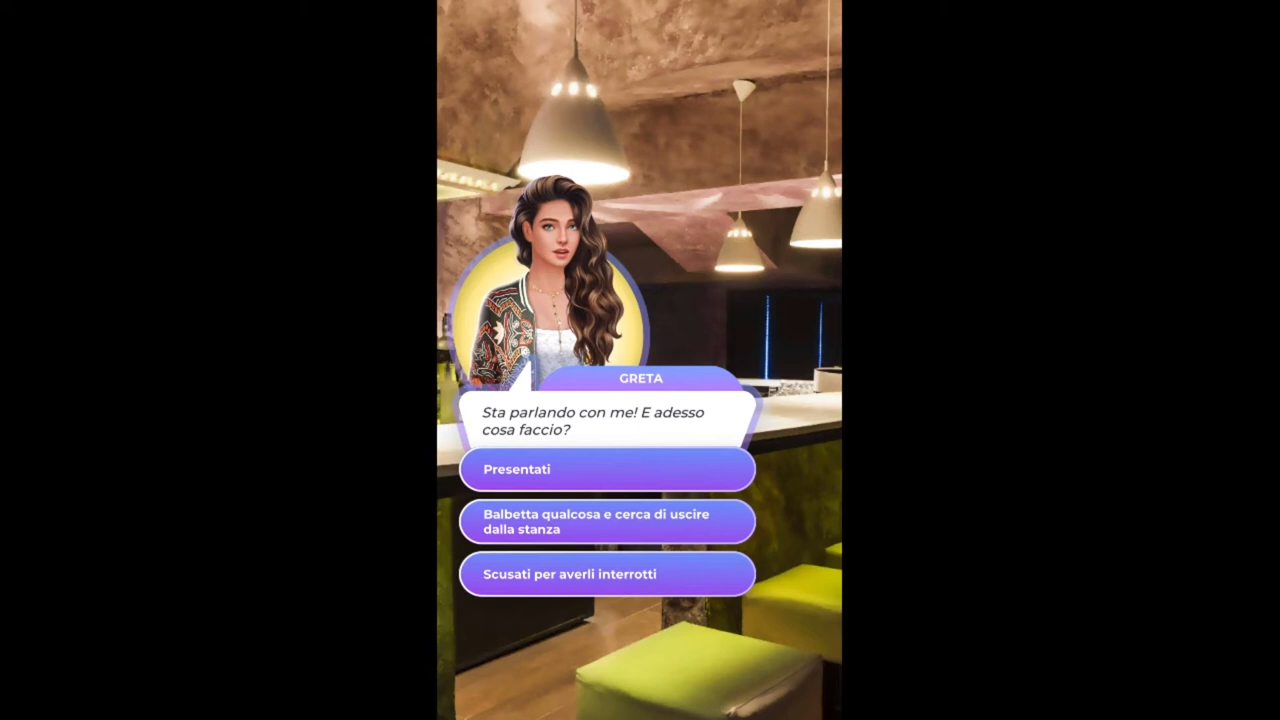 GRETA
Sta parlando con me! E adesso
cosa faccio?
Presentati
Balbetta qualcosa e cerca di uscire
dalla stanza
Scusati per averli interrotti